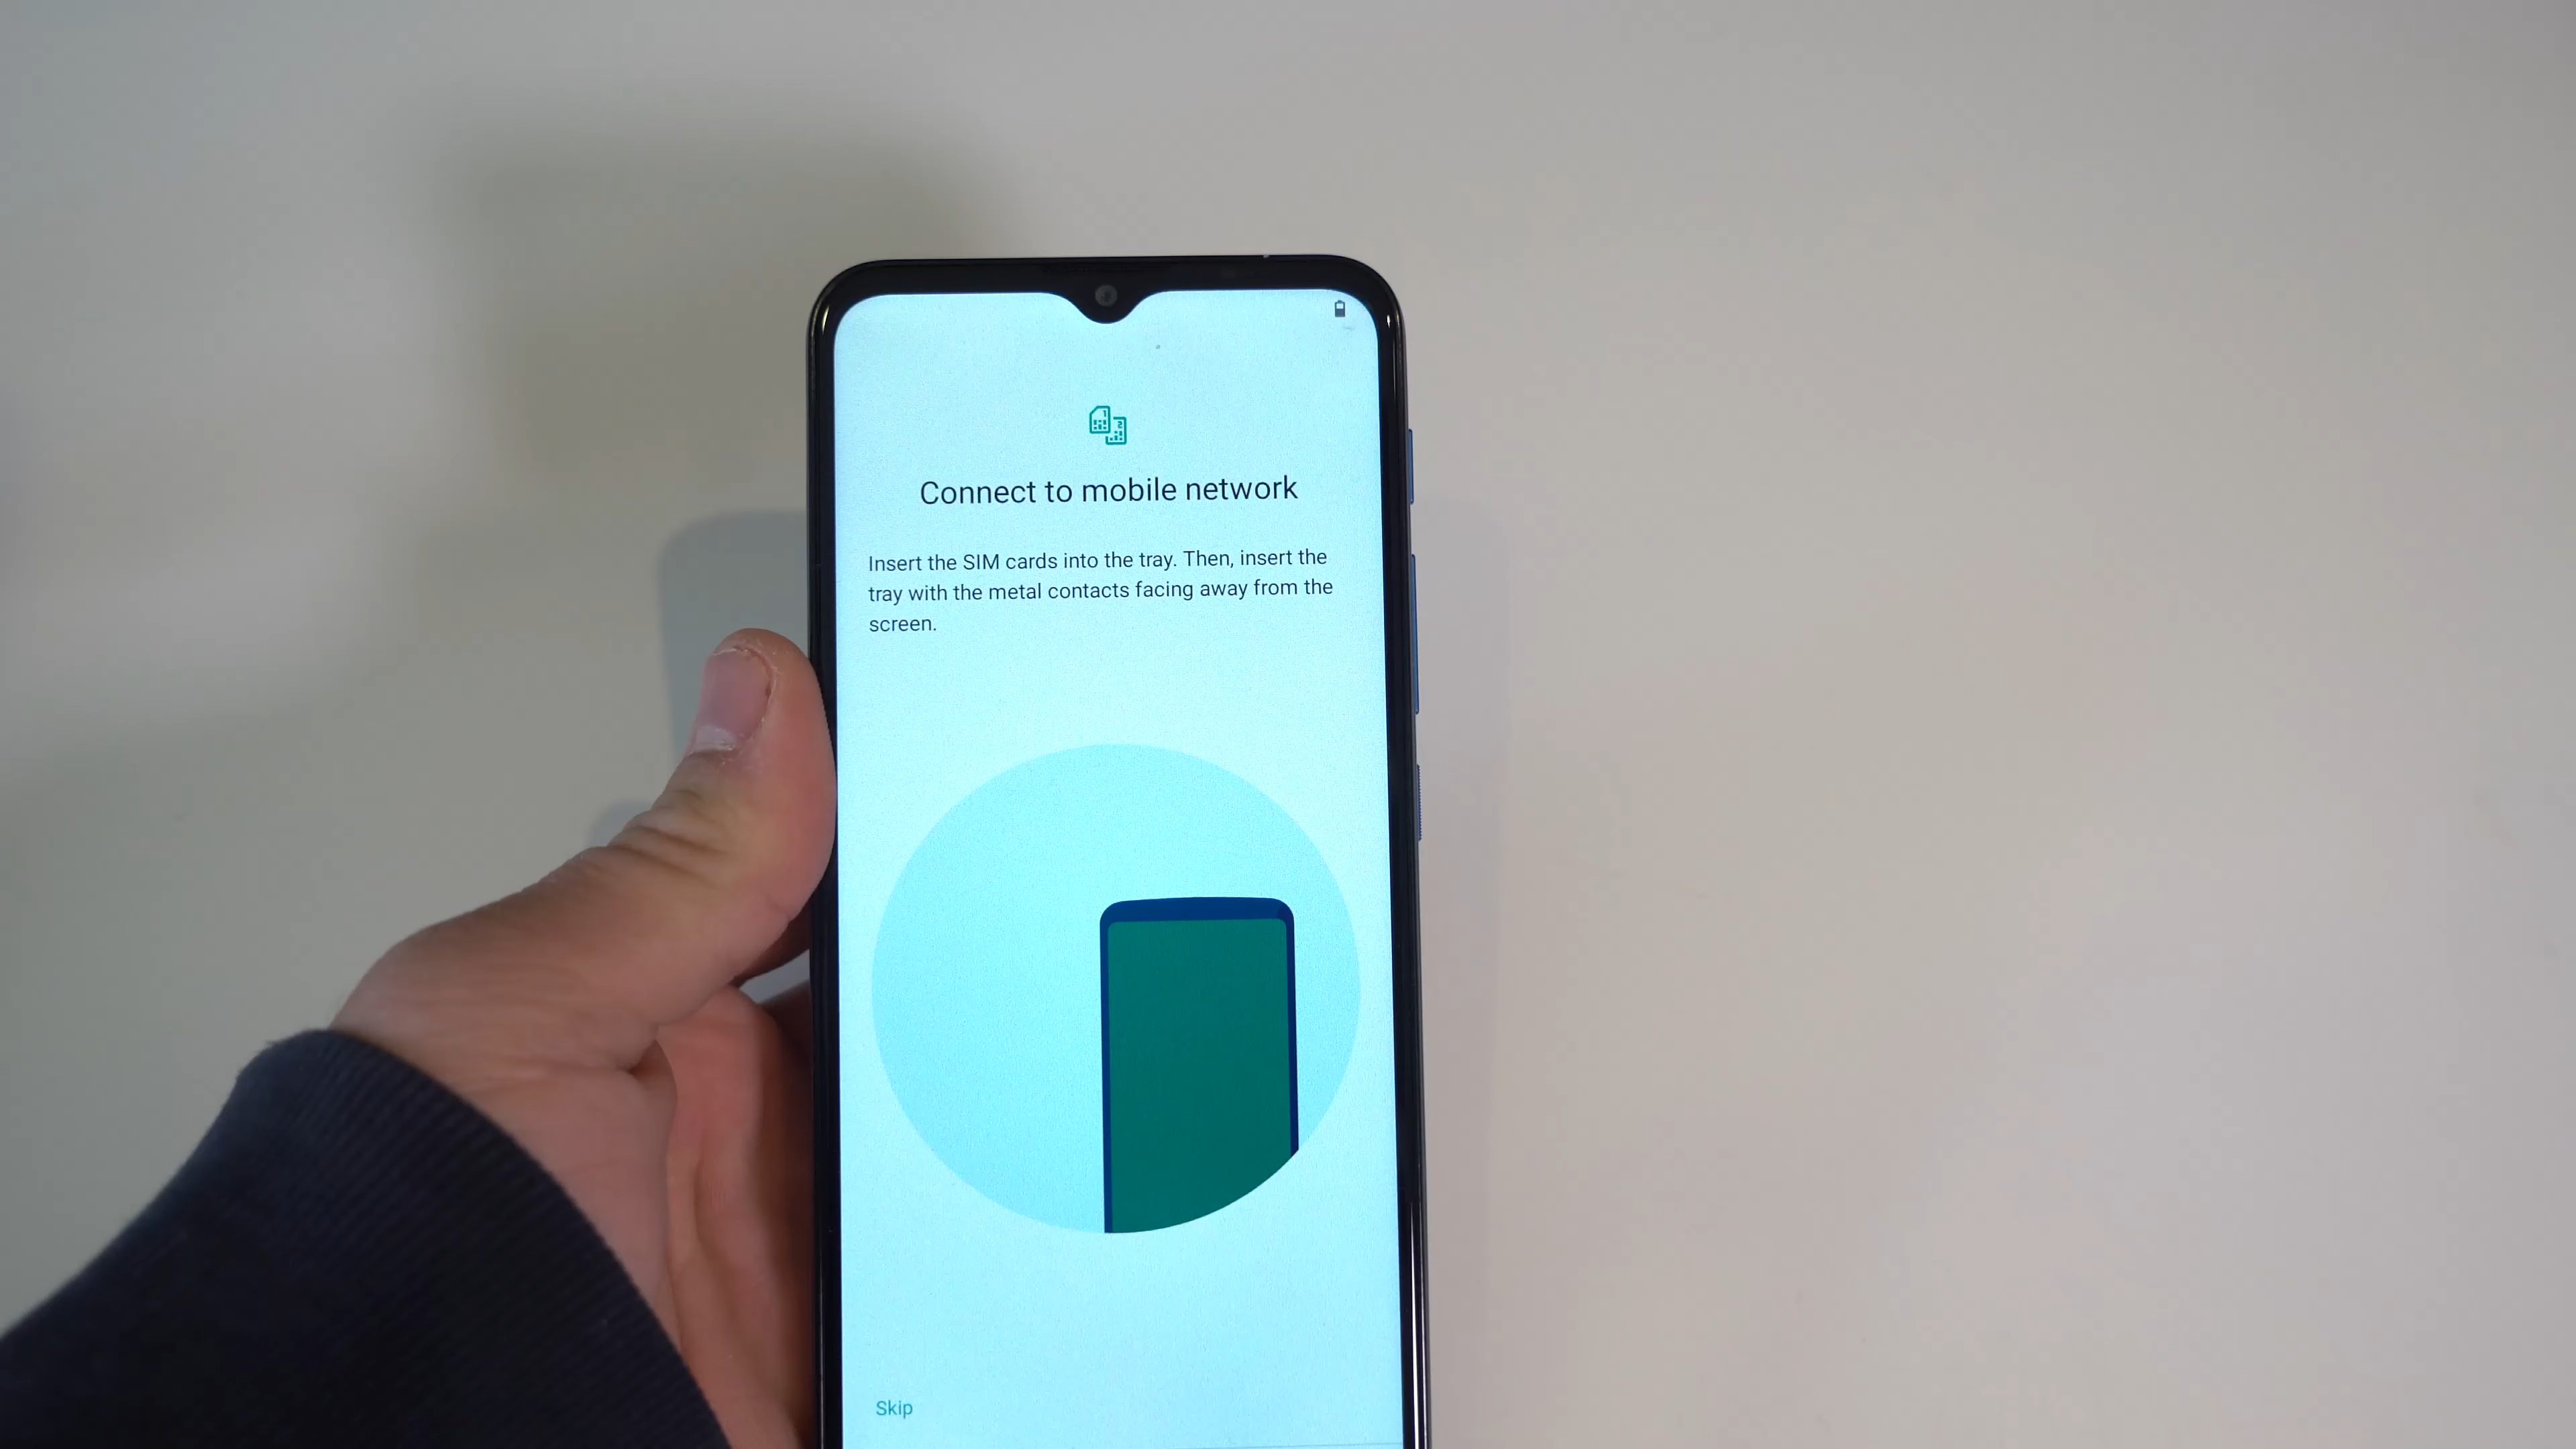 Connect to mobile network
Insert the SIM cards into the tray. Then, insert the
tray with the metal contacts facing away from the
screen.
Skip